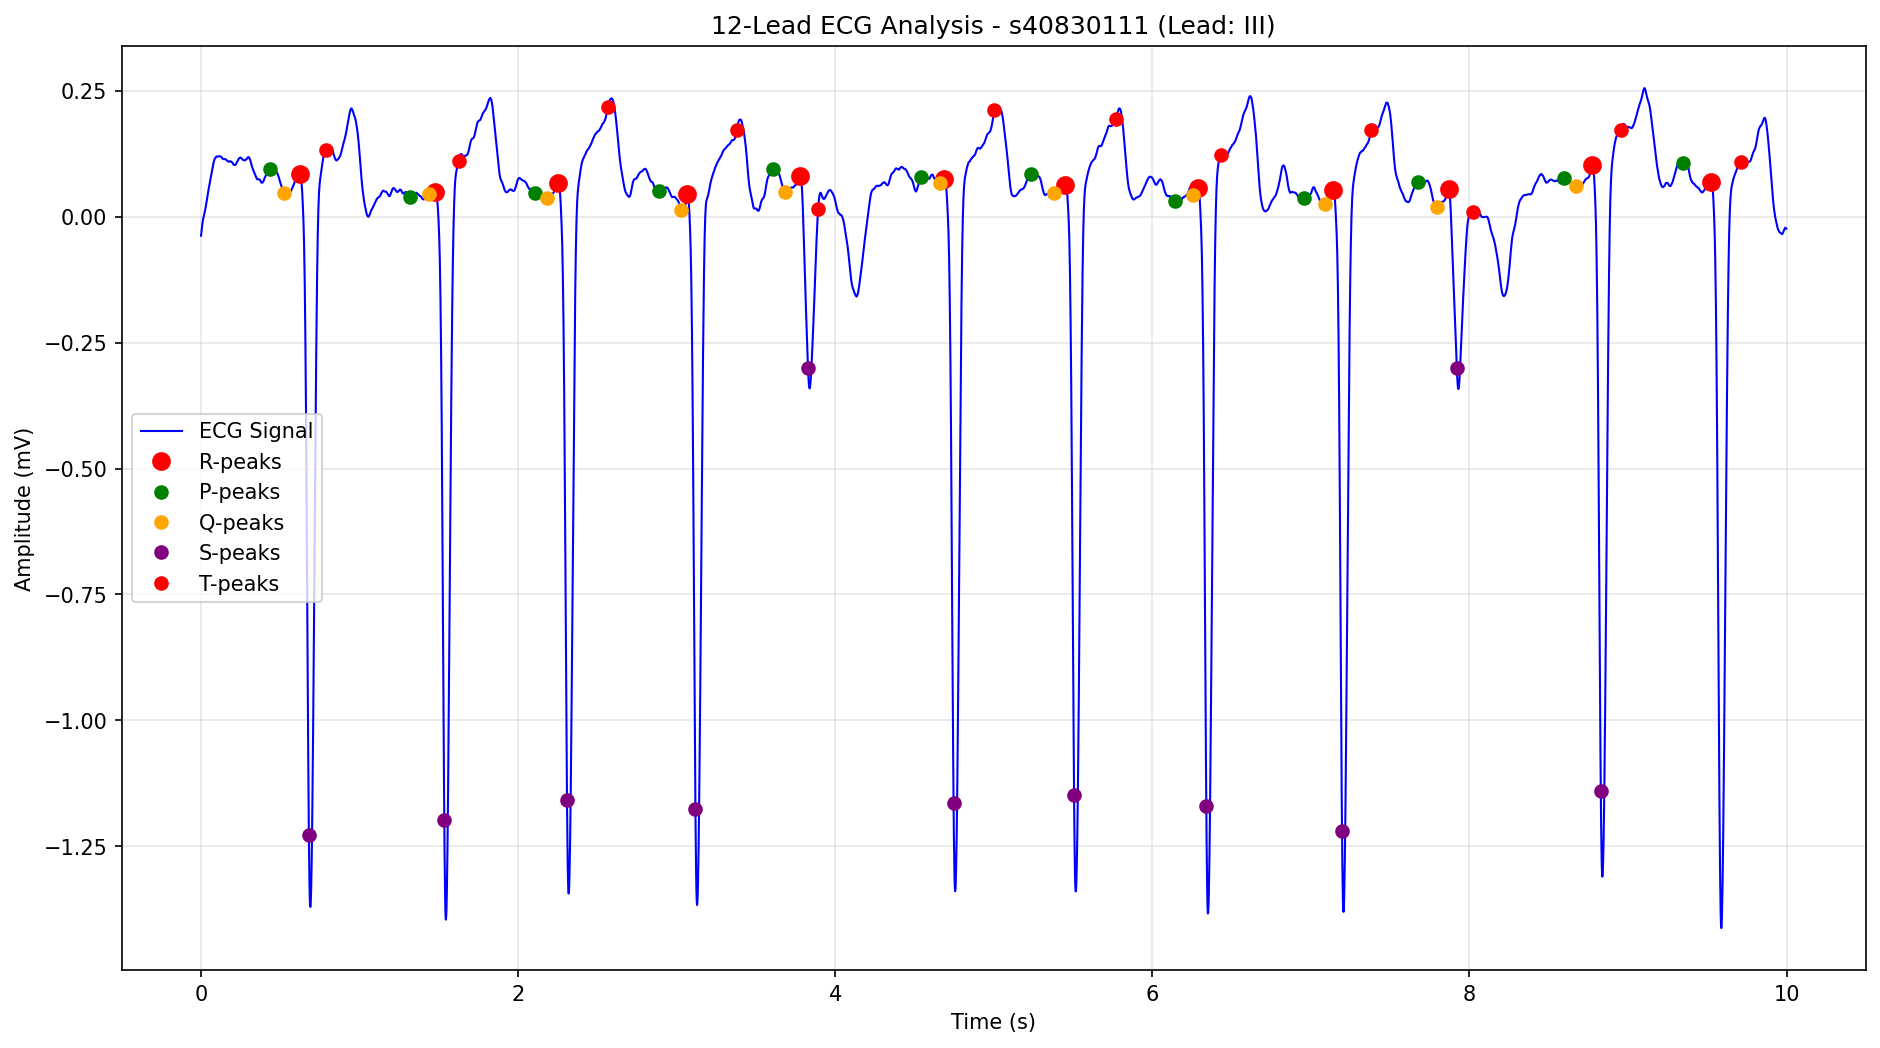 12-Lead ECG Analysis - s40830111 (Lead: III)
0.25
0.00
−0.25
−0.50
−0.75
−1.00
−1.25
Amplitude (mV)
ECG Signal
R-peaks
P-peaks
Q-peaks
S-peaks
T-peaks
0 2 4 6 8 10
Time (s)